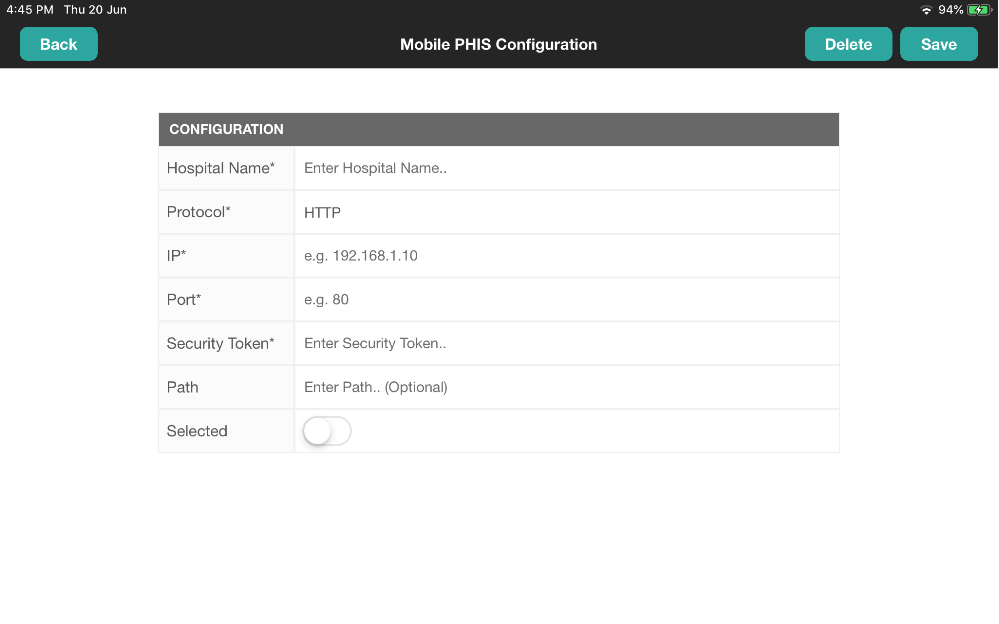 4:45 PM Thu 20 Jun 94%
Back Mobile PHIS Configuration Delete Save
CONFIGURATION
Hospital Name* Enter Hospital Name..
Protocol* HTTP
IP* e.g. 192.168.1.10
Port* e.g. 80
Security Token* Enter Security Token..
Path Enter Path.. (Optional)
Selected